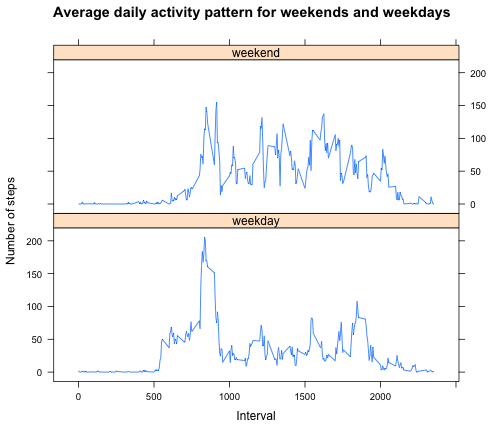 Average daily activity pattern for weekends and weekdays
weekend
150
100
50
0
weekday
200
150
100
50
0
Number of steps
0 500 1000 1500 2000
Interval